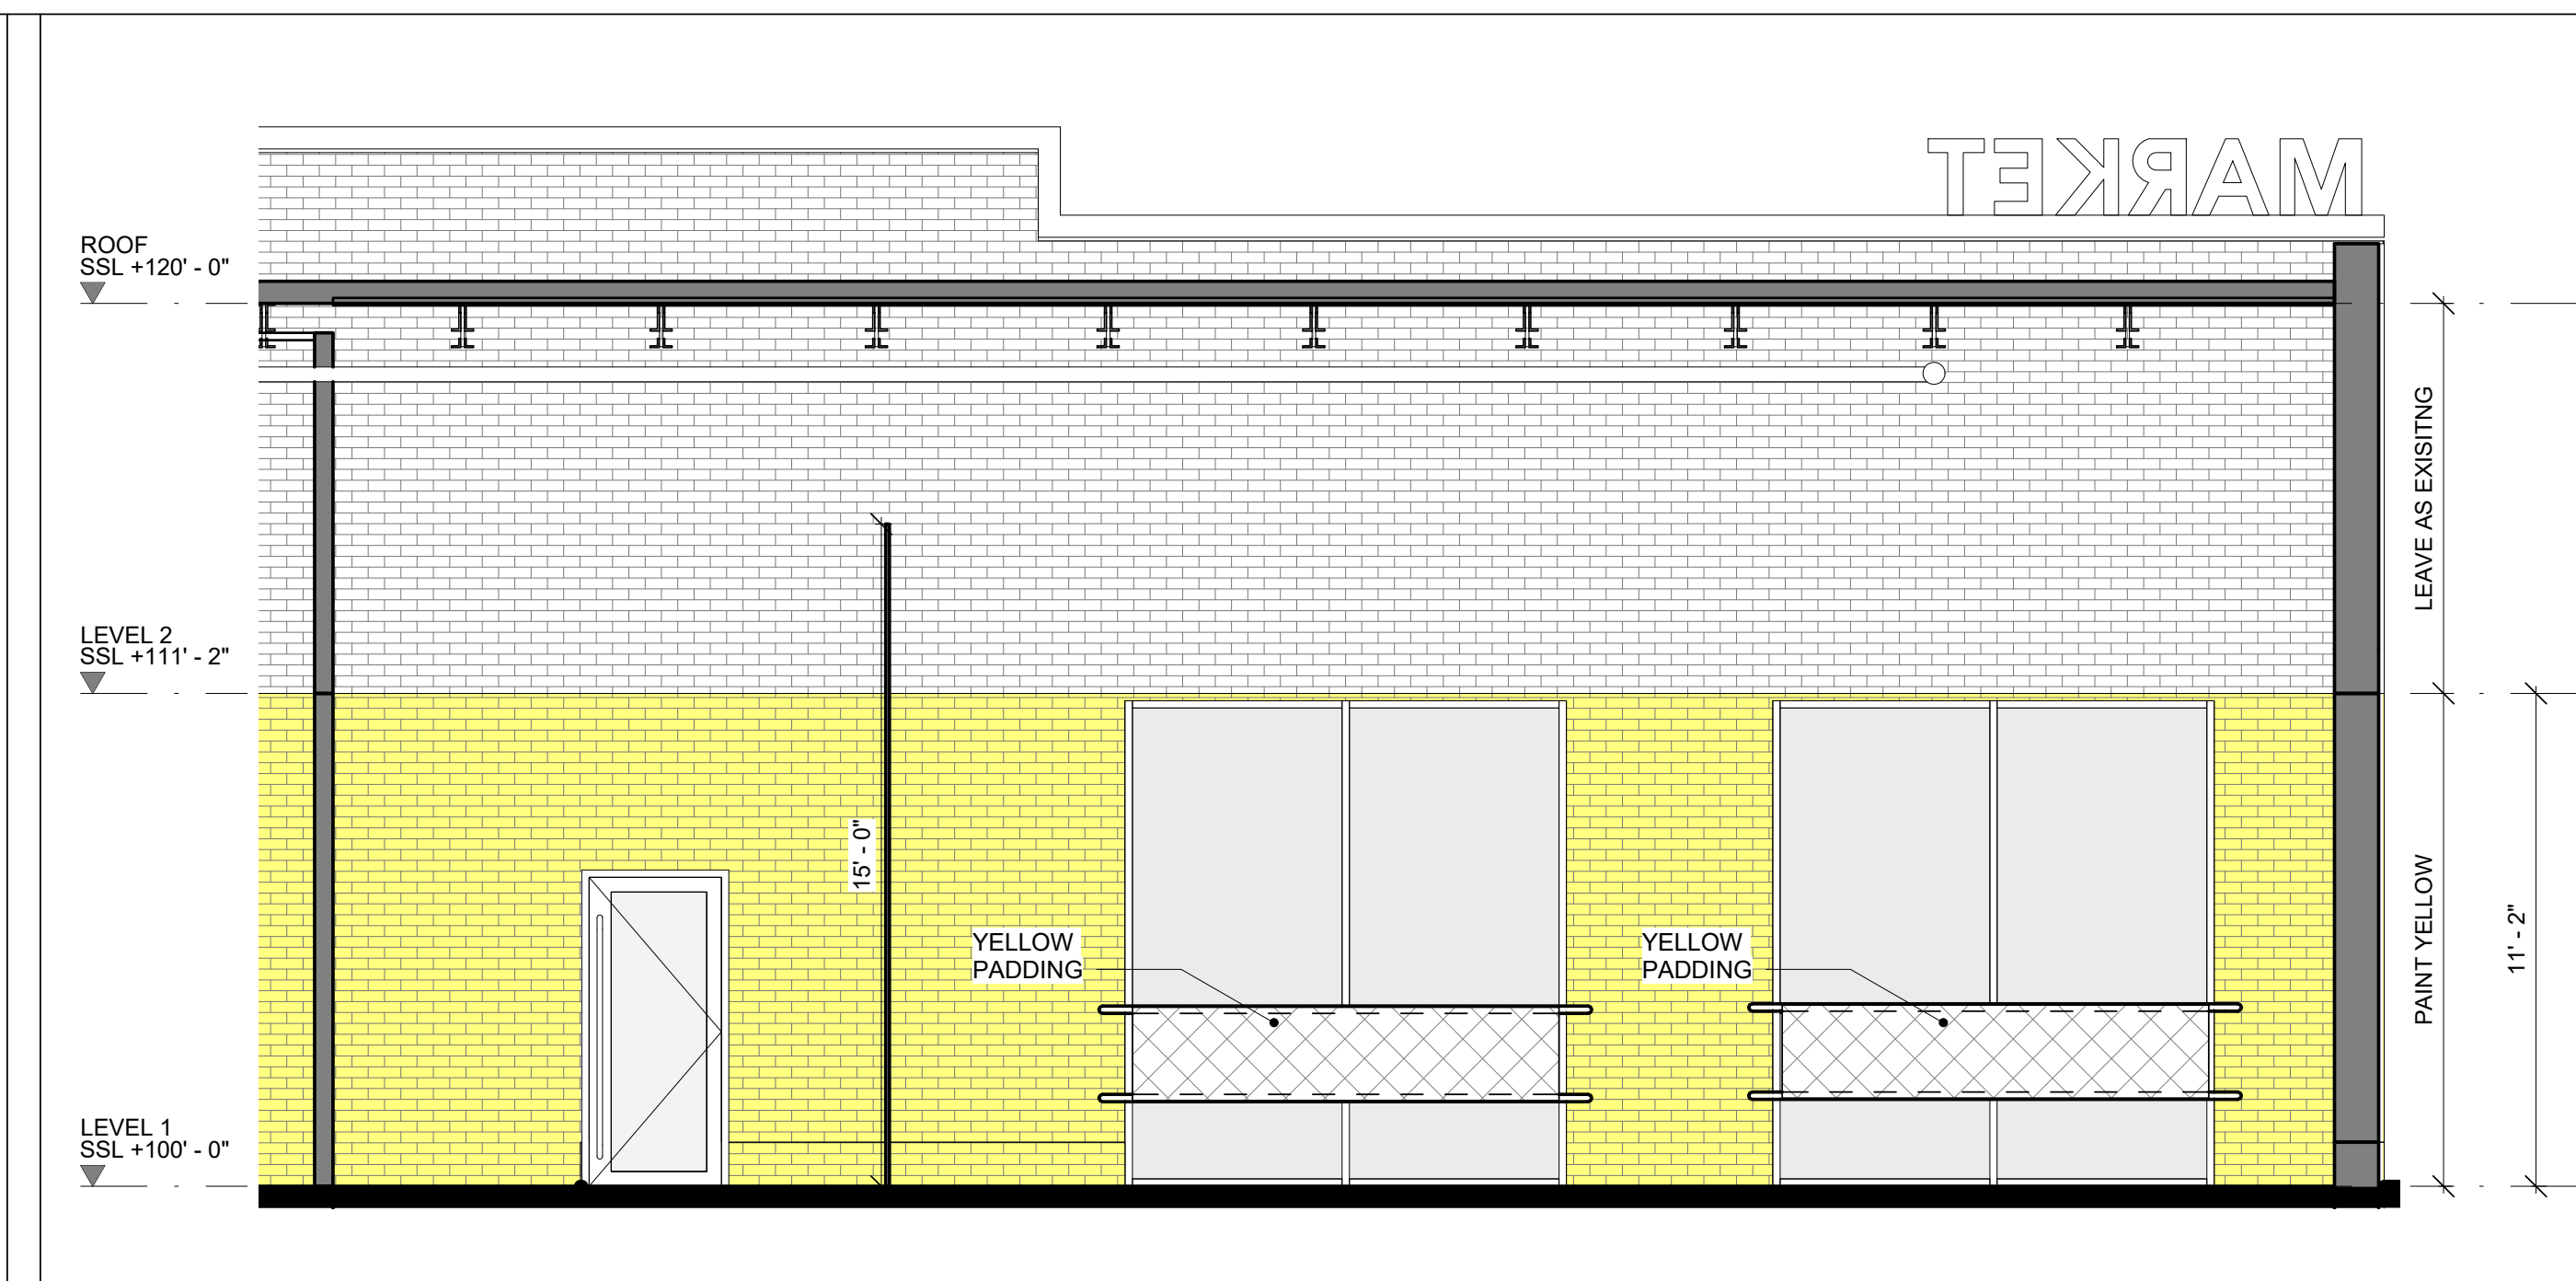 MARKET
ROOF
SSL +120' - 0"
LEAVE AS EXISITNG
LEVEL 2
SSL +111' - 2"
15' - 0"
YELLOW
PADDING
YELLOW
PADDING
PAINT YELLOW
11' - 2"
LEVEL 1
SSL +100' - 0"